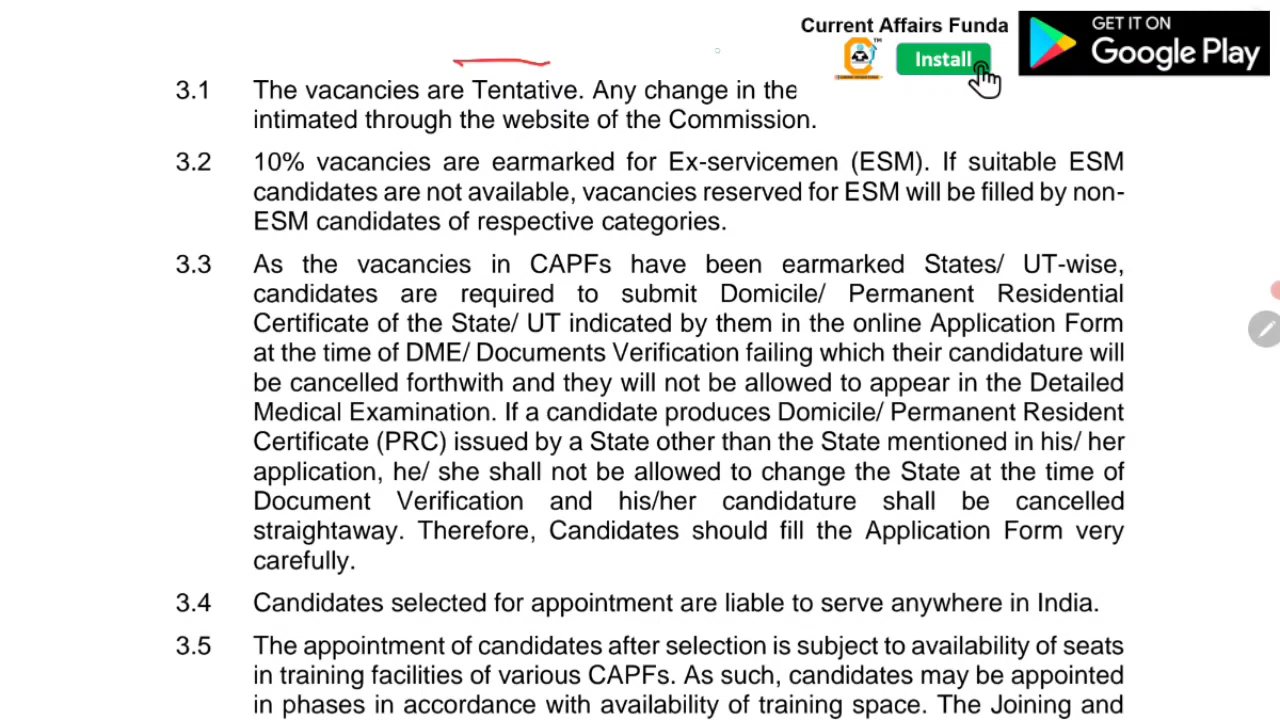 Current Affairs Funda
Install
GET IT ON
Google Play
3.1 The vacancies are Tentative. Any change in the
intimated through the website of the Commission.
3.2 10% vacancies are earmarked for Ex-servicemen (ESM). If suitable ESM
candidates are not available, vacancies reserved for ESM will be filled by non-
ESM candidates of respective categories.
3.3 As the vacancies in CAPFs have been earmarked States/ UT-wise,
candidates are required to submit Domicile/ Permanent Residential
Certificate of the State/ UT indicated by them in the online Application Form
at the time of DME/ Documents Verification failing which their candidature will
be cancelled forthwith and they will not be allowed to appear in the Detailed
Medical Examination. If a candidate produces Domicile/ Permanent Resident
Certificate (PRC) issued by a State other than the State mentioned in his/ her
application, he/ she shall not be allowed to change the State at the time of
Document Verification and his/her candidature shall be cancelled
straightaway. Therefore, Candidates should fill the Application Form very
carefully.
3.4 Candidates selected for appointment are liable to serve anywhere in India.
3.5 The appointment of candidates after selection is subject to availability of seats
in training facilities of various CAPFs. As such, candidates may be appointed
in phases in accordance with availability of training space. The Joining and